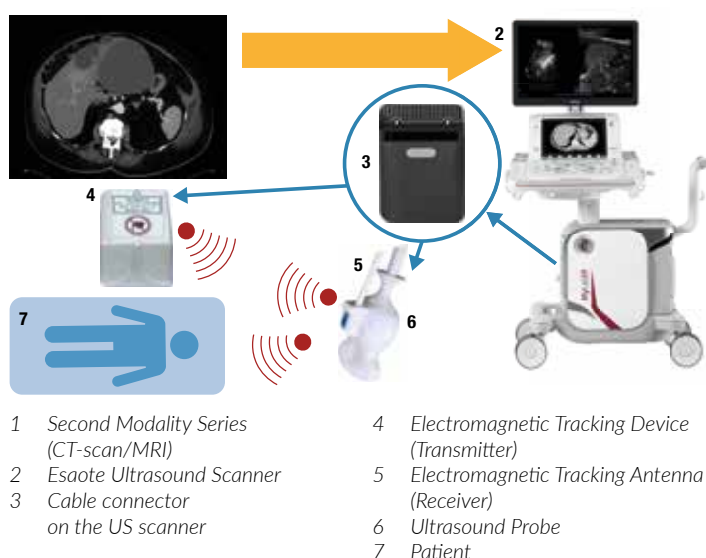 2
3
4
5
6
7
MyLab
1 Second Modality Series
(CT-scan/MRI)
2 Esaote Ultrasound Scanner
3 Cable connector
on the US scanner
4 Electromagnetic Tracking Device
(Transmitter)
5 Electromagnetic Tracking Antenna
(Receiver)
6 Ultrasound Probe
7 Patient